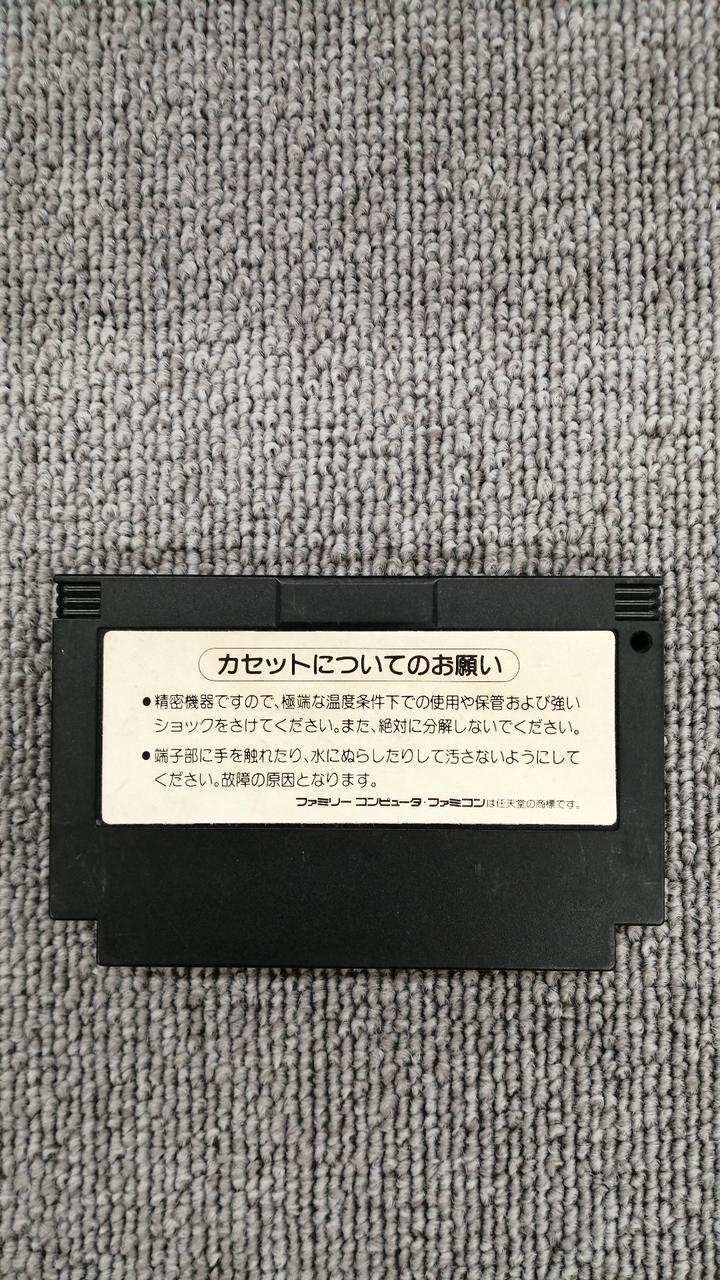 カセットについてのお願い
●精密機器ですので、極端な温度条件下での使用や保管および強い
ショックをさけてください。また、絶対に分解しないでください。
●端子部に手を触れたり、水にぬらしたりして汚さないようにして
ください。故障の原因となります。
ファミリー コンピュータ・ファミコンは任天堂の商標です。